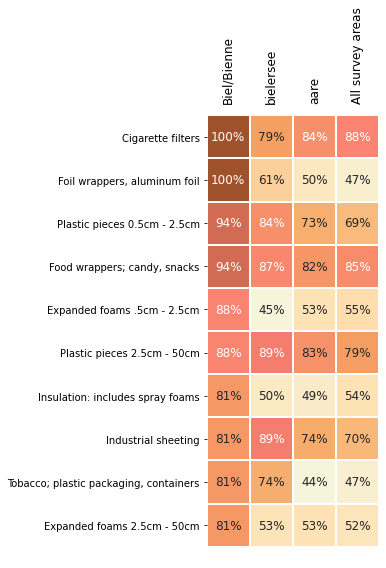 Biel/Bienne
bielersee
aare
All survey areas
Cigarette filters 100% 79% 84% 88%
Foil wrappers, aluminum foil 100% 61% 50% 47%
Plastic pieces 0.5cm - 2.5cm 94% 84% 73% 69%
Food wrappers; candy, snacks 94% 87% 82% 85%
Expanded foams .5cm - 2.5cm 88% 45% 53% 55%
Plastic pieces 2.5cm - 50cm 88% 89% 83% 79%
Insulation: includes spray foams 81% 50% 49% 54%
Industrial sheeting 81% 89% 74% 70%
Tobacco; plastic packaging, containers 81% 74% 44% 47%
Expanded foams 2.5cm - 50cm 81% 53% 53% 52%